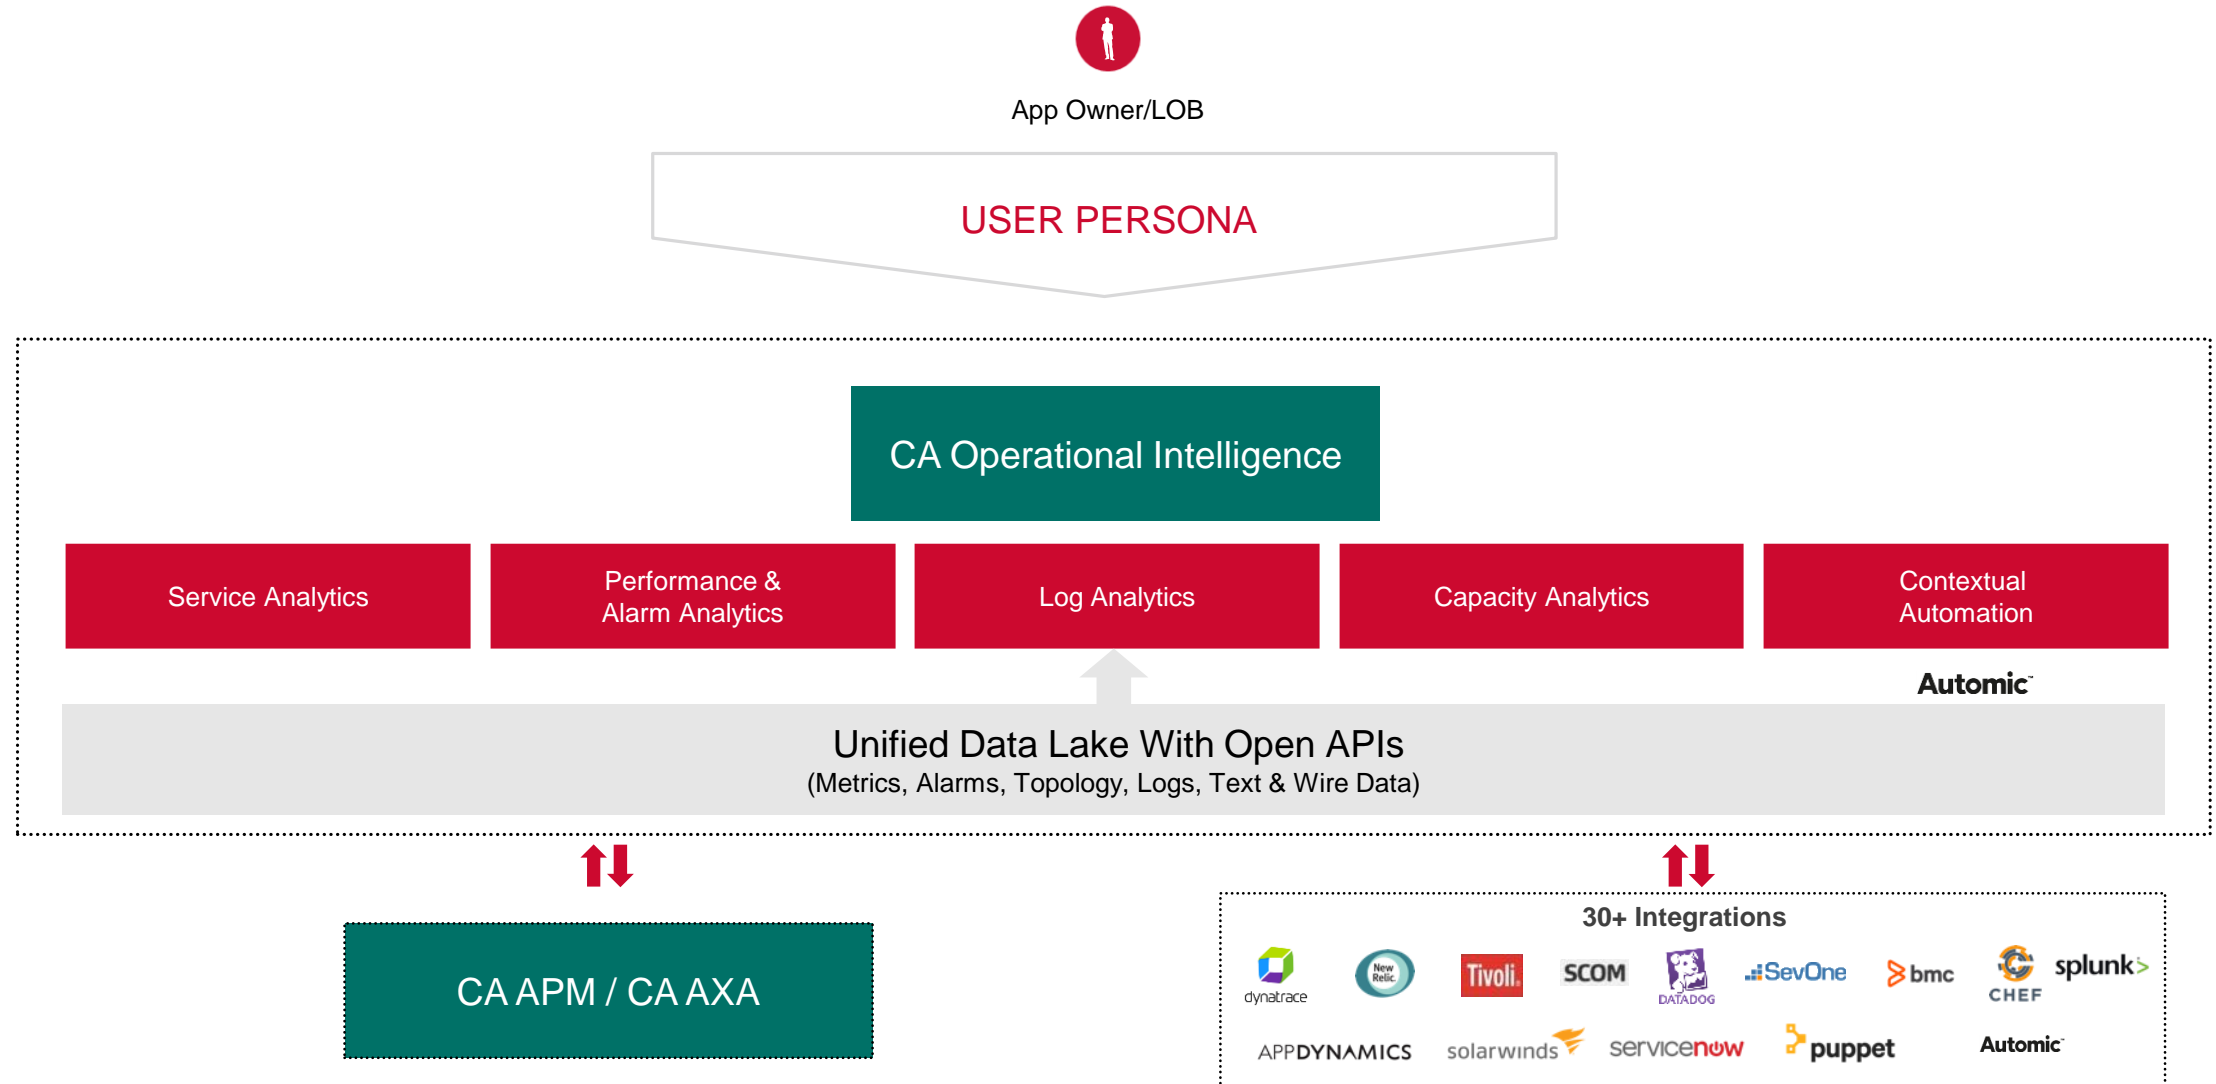 App Owner/LOB
USER PERSONA
CA Operational Intelligence
Service Analytics
Performance &
Alarm Analytics
Log Analytics
Capacity Analytics
Contextual
Automation
Automic™
Unified Data Lake With Open APIs
(Metrics, Alarms, Topology, Logs, Text & Wire Data)
CA APM / CA AXA
30+ Integrations
dynatrace
New
Relic.
Tivoli.
SCOM
DATADOG
SevOne
bmc
CHEF
splunk>
APPDYNAMICS
solarwinds
servicenow
puppet
Automic™